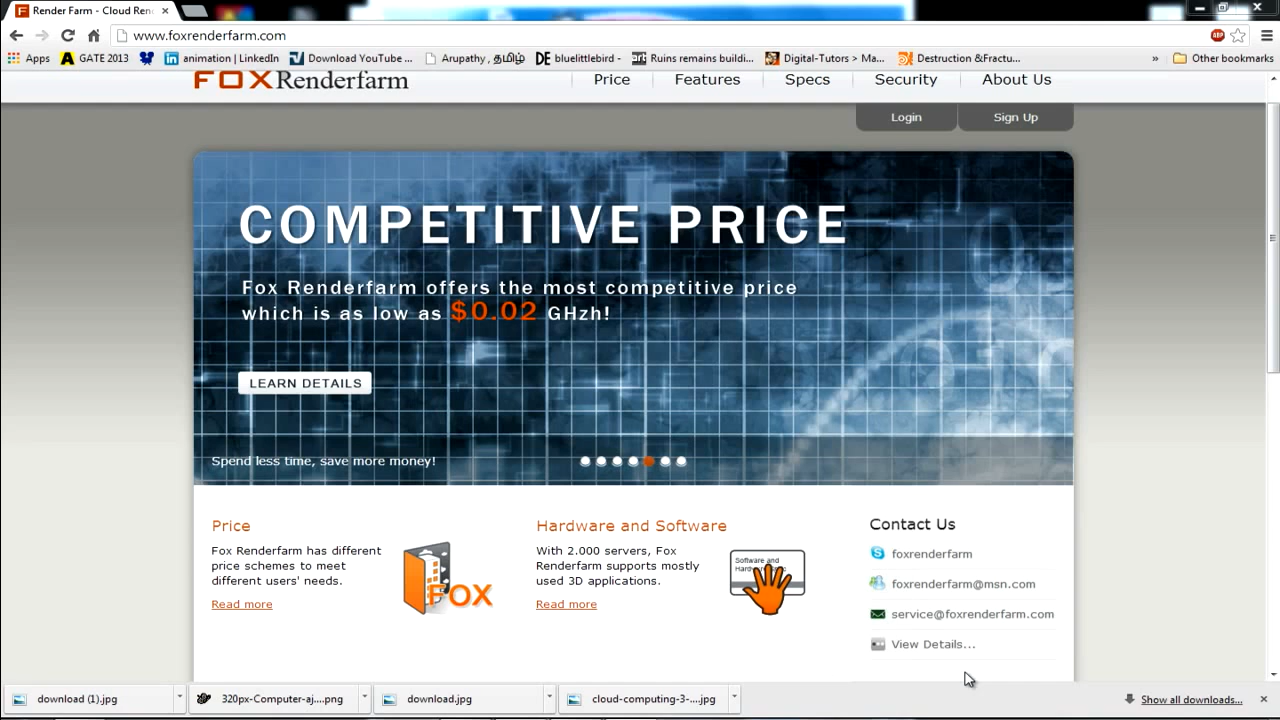 Render Farm - Cloud Ren
www.foxrenderfarm.com
ABP
Apps
GATE 2013
animation | LinkedIn
Download YouTube ...
Arupathy , தமிழ்
DE bluelittlebird -
ark Ruins remains buildi...
Digital-Tutors > Ma...
Destruction &Fractu...
»
Other bookmarks
FOX Renderfarm
Price
Features
Specs
Security
About Us
Login
Sign Up
COMPETITIVE PRICE
Fox Renderfarm offers the most competitive price
which is as low as $0.02 GHzh!
LEARN DETAILS
Spend less time, save more money!
Price
Fox Renderfarm has different
price schemes to meet
different users' needs.
Read more
FOX
Hardware and Software
With 2.000 servers, Fox
Renderfarm supports mostly
used 3D applications.
Read more
Software and
Contact Us
foxrenderfarm
foxrenderfarm@msn.com
service@foxrenderfarm.com
View Details...
download (1).jpg
320px-Computer-aj....png
download.jpg
cloud-computing-3-....jpg
Show all downloads...